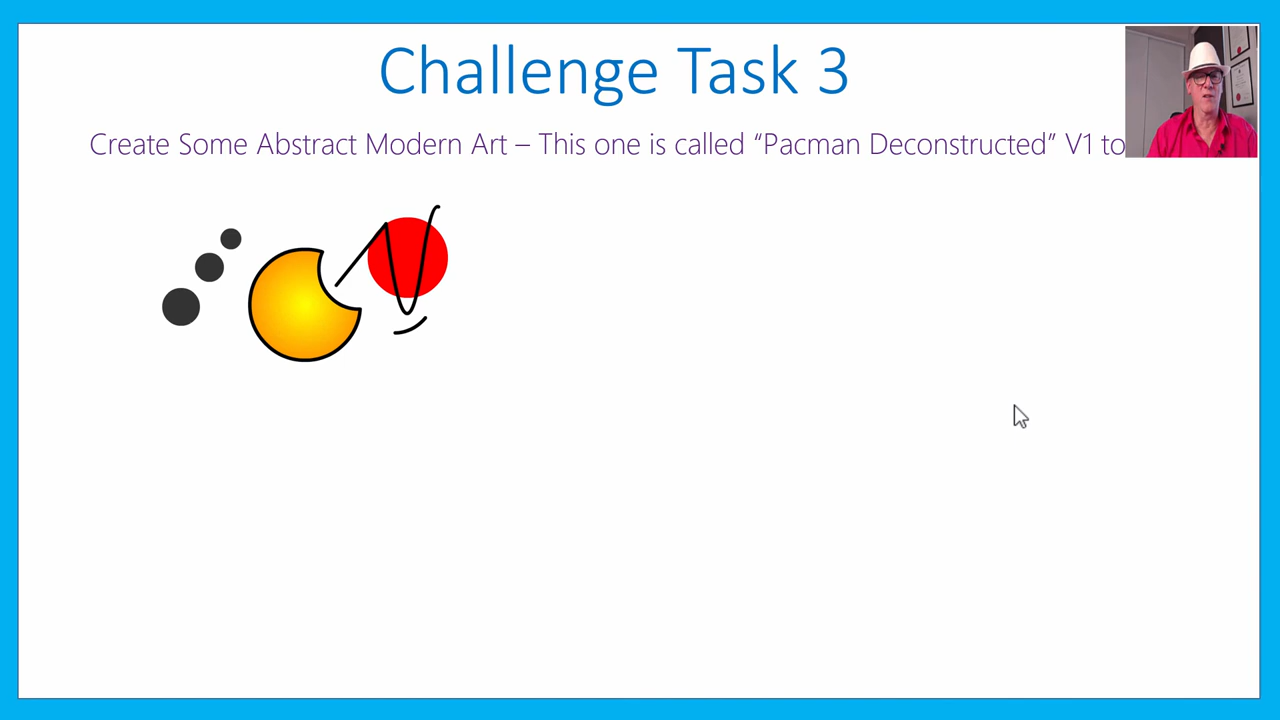 Challenge Task 3
Create Some Abstract Modern Art – This one is called “Pacman Deconstructed” V1 to